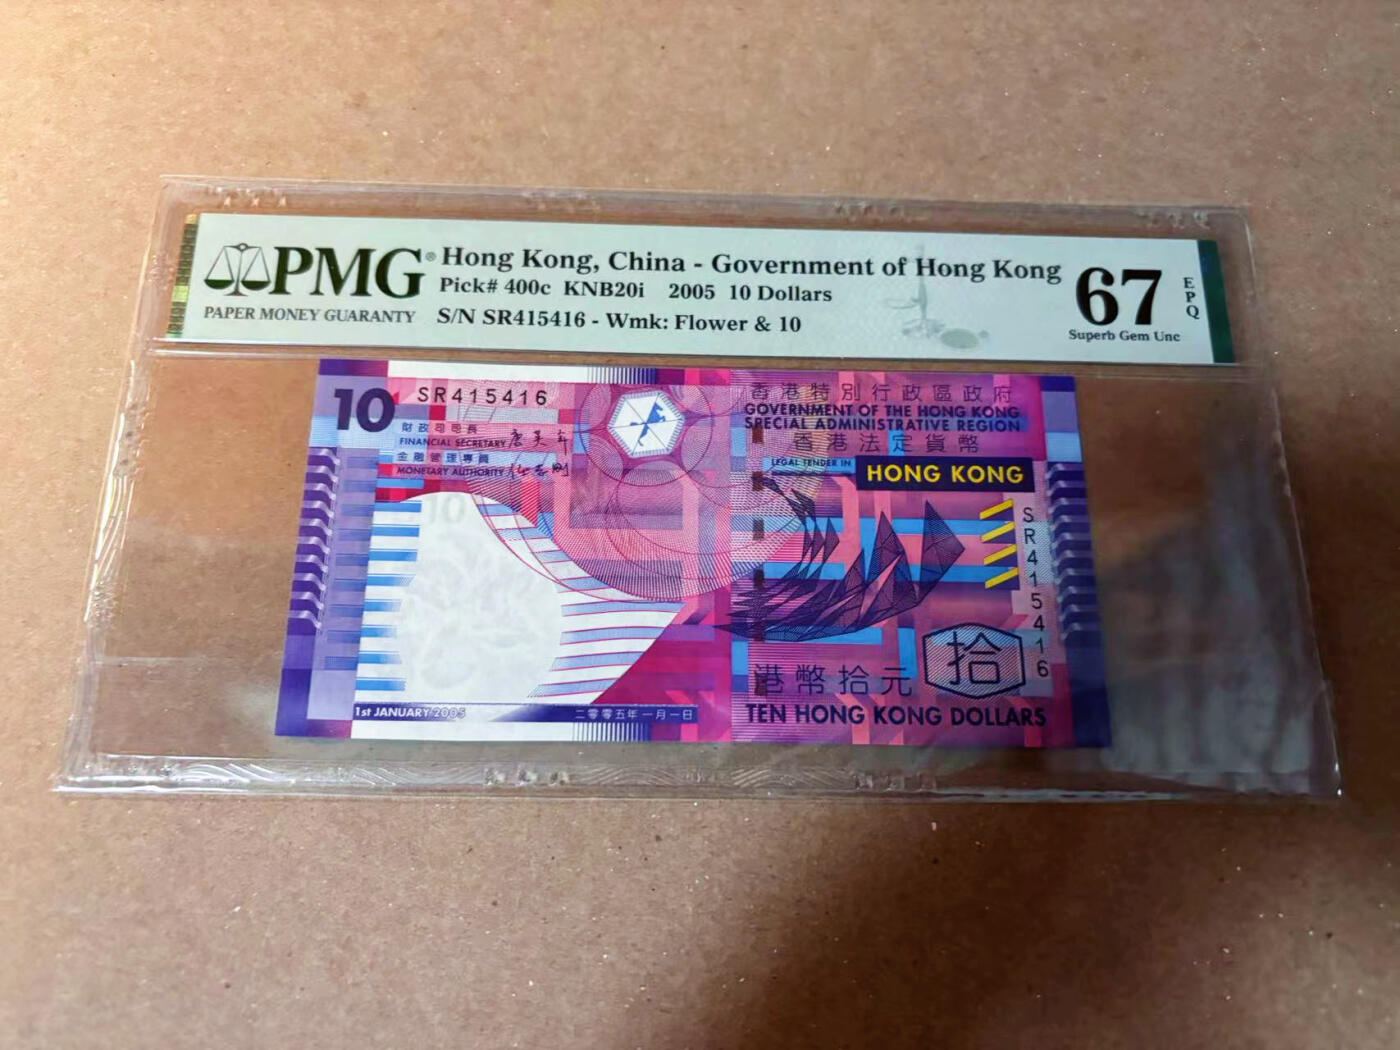 PMG®
PAPER MONEY GUARANTY
Hong Kong, China - Government of Hong Kong
Pick# 400c KNB20i 2005 10 Dollars
S/N SR415416 - Wmk: Flower & 10
67
EPQ
Superb Gem Unc
10
SR415416
財政司司長
FINANCIAL SECRETARY
金融管理專員
MONETARY AUTHORITY
香港特別行政區政府
GOVERNMENT OF THE HONG KONG
SPECIAL ADMINISTRATIVE REGION
香港法定貨幣
LEGAL TENDER IN
HONG KONG
SR415416
10
拾
港幣拾元
TEN HONG KONG DOLLARS
1st JANUARY 2005
二零零五年一月一日